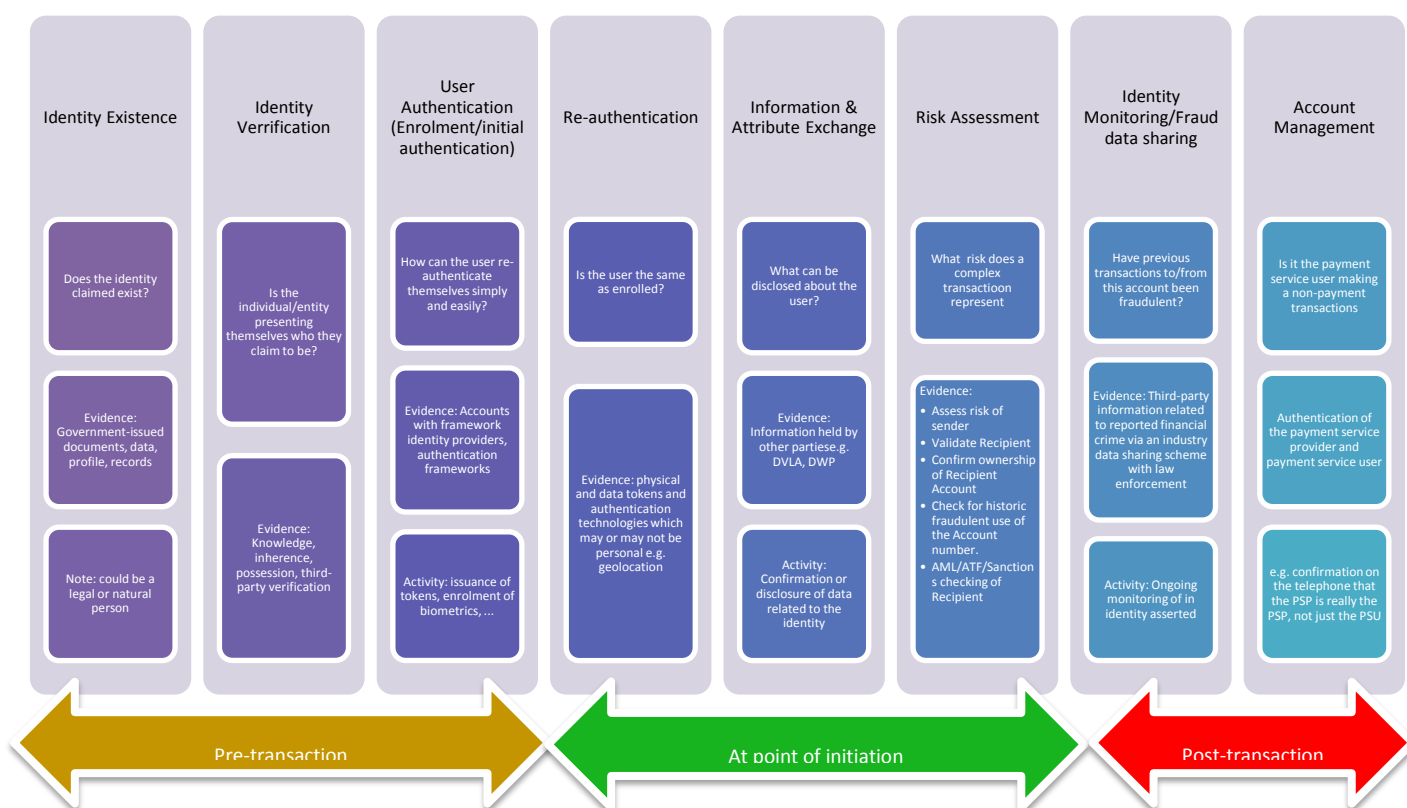 Identity Existence
Identity
Verrification
User
Authentication
(Enrolment/initial
authentication)
Re-authentication
Information &
Attribute Exchange
Risk Assessment
Identity
Monitoring/Fraud
data sharing
Account
Management
Does the identity
claimed exist?
Evidence:
Government-issued
documents, data,
profile, records
Note: could be a
legal or natural
person
Is the
individual/entity
presenting
themselves who they
claim to be?
Evidence:
Knowledge,
inherence,
possession, third-
party verification
How can the user re-
authenticate
themselves simply
and easily?
Evidence: Accounts
with framework
identity providers,
authentication
frameworks
Activity: issuance of
tokens, enrolment of
biometrics, ...
Is the user the same
as enrolled?
Evidence: physical
and data tokens and
authentication
technologies which
may or may not be
personal e.g.
geolocation
What can be
disclosed about the
user?
Evidence:
Information held by
other partiese.g.
DVLA, DWP
Activity:
Confirmation or
disclosure of data
related to the
identity
What risk does a
complex
transactioon
represent
Evidence:
• Assess risk of
sender
• Validate Recipient
• Confirm ownership
of Recipient
Account
• Check for historic
fraudulent use of
the Account
number.
• AML/ATF/Sanction
s checking of
Recipient
Have previous
transactions to/from
this account been
fraudulent?
Evidence: Third-party
information related
to reported financial
crime via an industry
data sharing scheme
with law
enforcement
Activity: Ongoing
monitoring of in
identity asserted
Is it the payment
service user making
a non-payment
transactions
Authentication of
the payment service
provider and
payment service user
e.g. confirmation on
the telephone that
the PSP is really the
PSP, not just the PSU
Pre-transaction
At point of initiation
Post-transaction